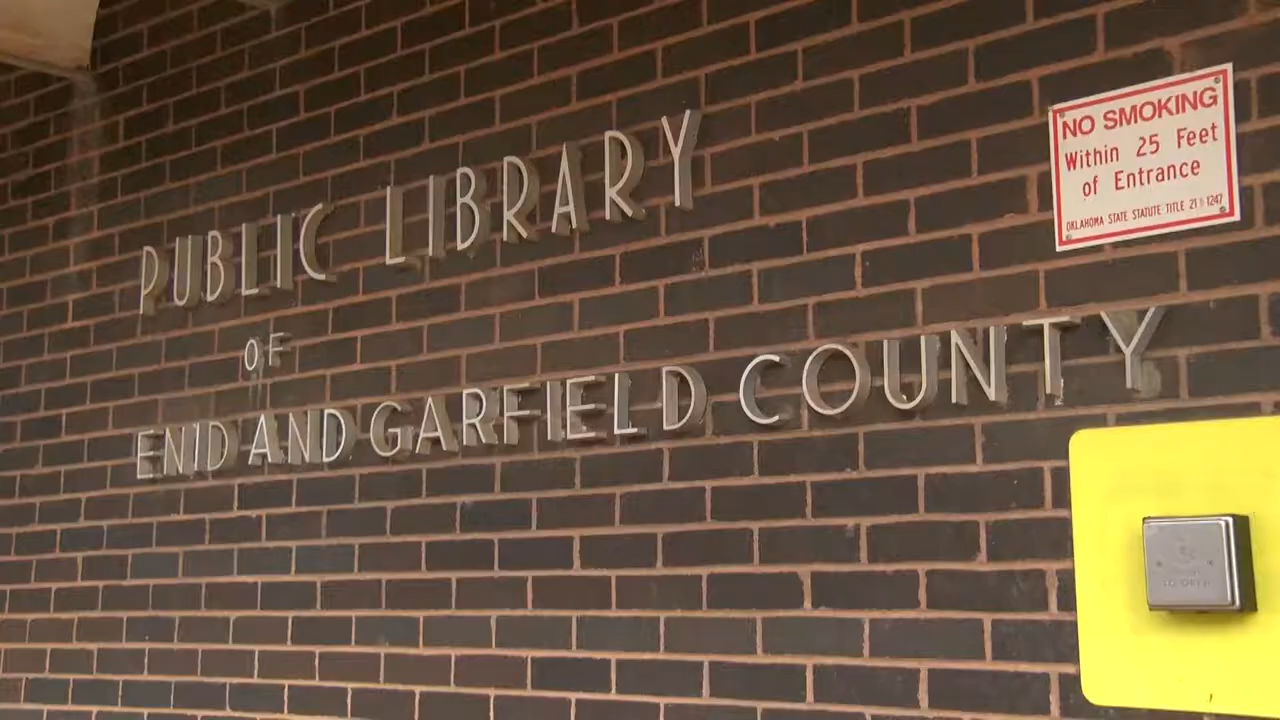 PUBLIC LIBRARY
OF
ENID AND GARFIELD COUNTY
NO SMOKING
Within 25 Feet
of Entrance
OKLAHOMA STATE STATUTE TITLE 21 § 1247